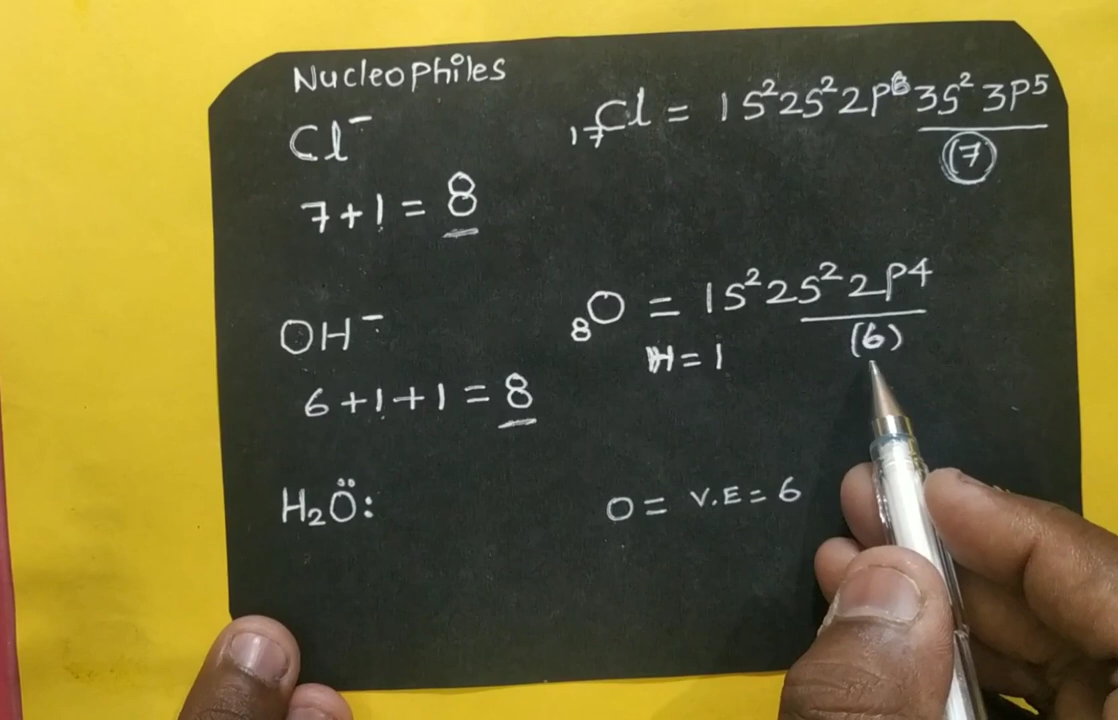 Nucleophiles
Cl⁻
₁₇Cl = 1s²2s²2p⁶3s²3p⁵
(7)
7+1 = 8
OH⁻
₈O = 1s²2s²2p⁴
(6)
H = 1
6+1+1 = 8
H₂Ö:
O = V.E = 6